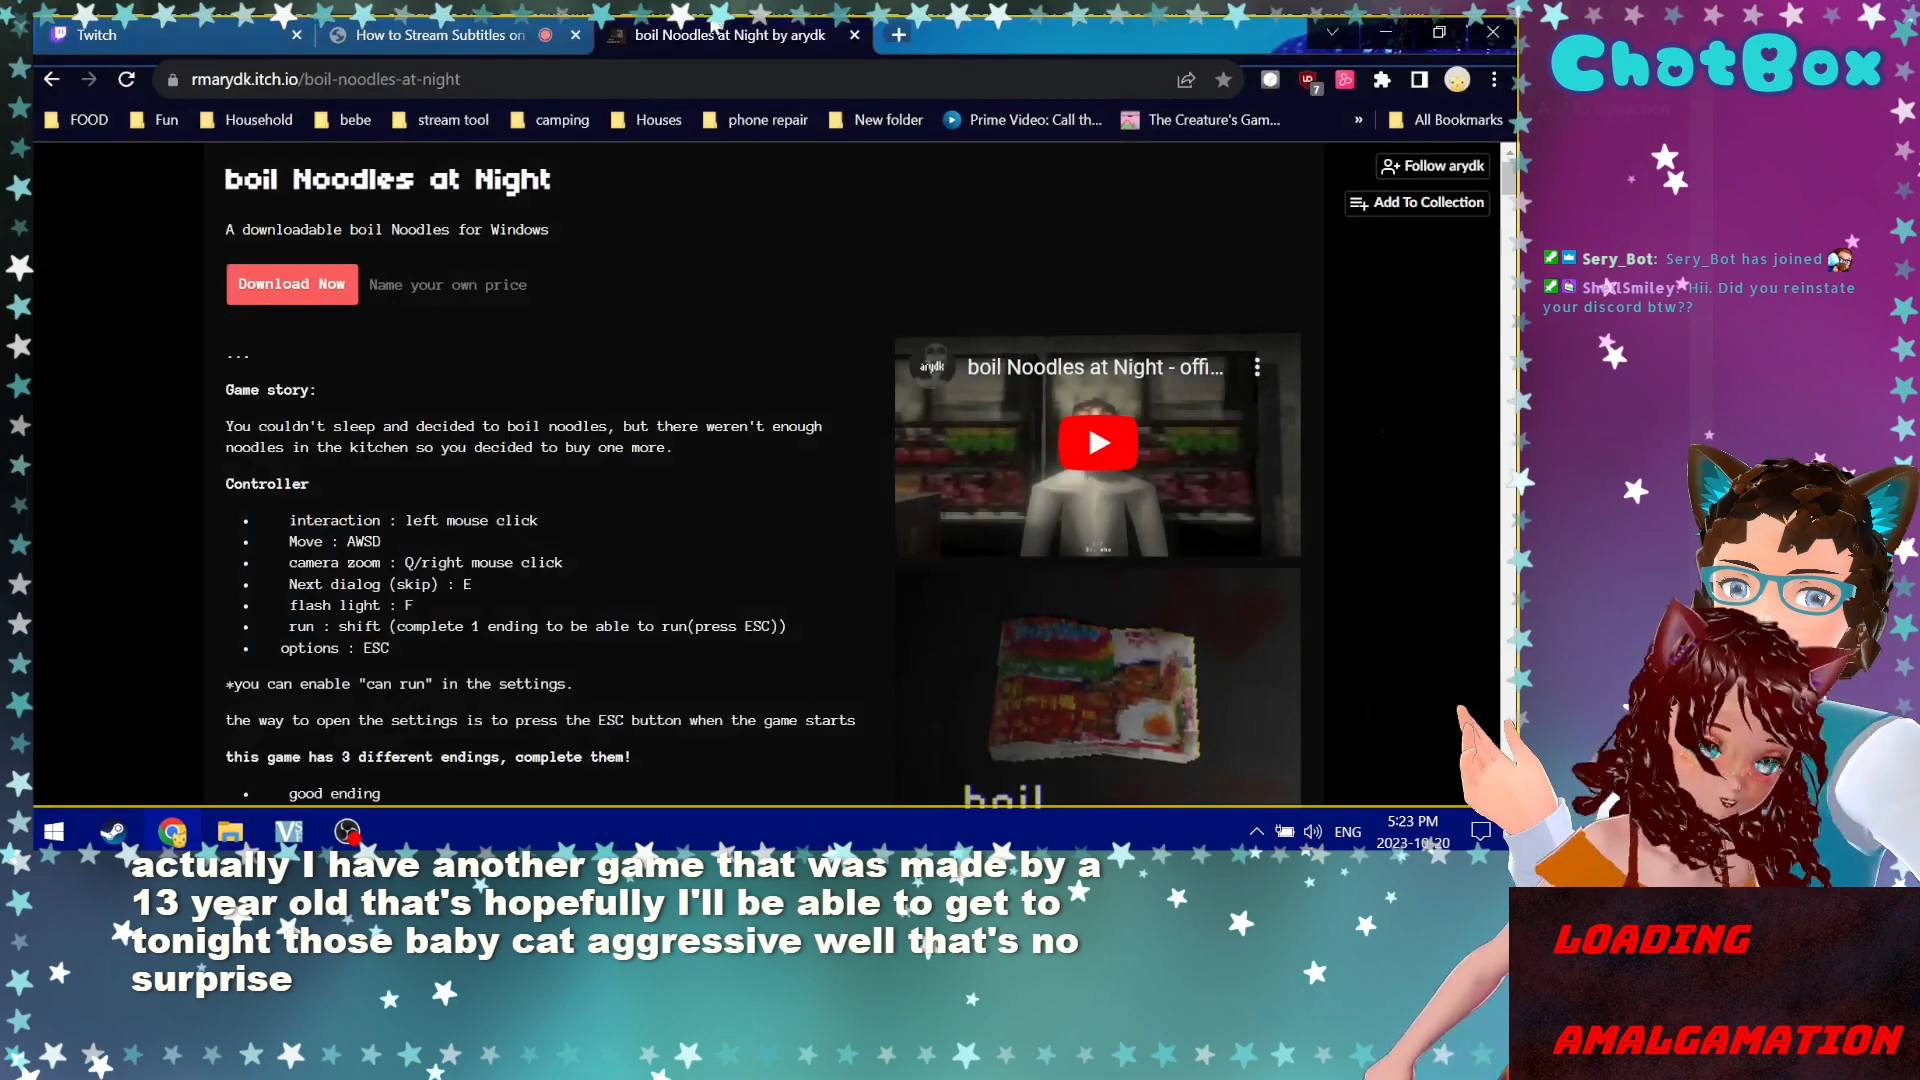 Twitch
How to Stream Subtitles on
boil Noodles at Night by arydk
rmarydk.itch.io/boil-noodles-at-night
7
FOOD
Fun
Household
bebe
stream tool
camping
Houses
phone repair
New folder
Prime Video: Call th...
The Creature's Gam...
»
All Bookmarks
boil Noodles at Night
A downloadable boil Noodles for Windows
Download Now
Name your own price
Follow arydk
Add To Collection
...
Game story:
You couldn't sleep and decided to boil noodles, but there weren't enough
noodles in the kitchen so you decided to buy one more.
Controller
• interaction : left mouse click
• Move : AWSD
• camera zoom : Q/right mouse click
• Next dialog (skip) : E
• flash light : F
• run : shift (complete 1 ending to be able to run(press ESC))
• options : ESC
*you can enable "can run" in the settings.
the way to open the settings is to press the ESC button when the game starts
this game has 3 different endings, complete them!
• good ending
arydk
boil Noodles at Night - offi...
boil
ENG
5:23 PM
2023-10-20
ChatBox
Sery_Bot: Sery_Bot has joined
ShellSmiley: Hii. Did you reinstate
your discord btw??
actually I have another game that was made by a
13 year old that's hopefully I'll be able to get to
tonight those baby cat aggressive well that's no
surprise
LOADING
AMALGAMATION